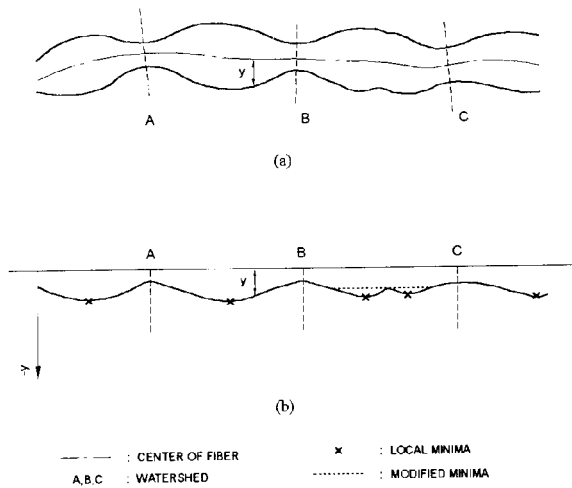 y
A
B
C
(a)
A
B
C
y
-y
(b)
: CENTER OF FIBER
A,B,C : WATERSHED
x : LOCAL MINIMA
: MODIFIED MINIMA